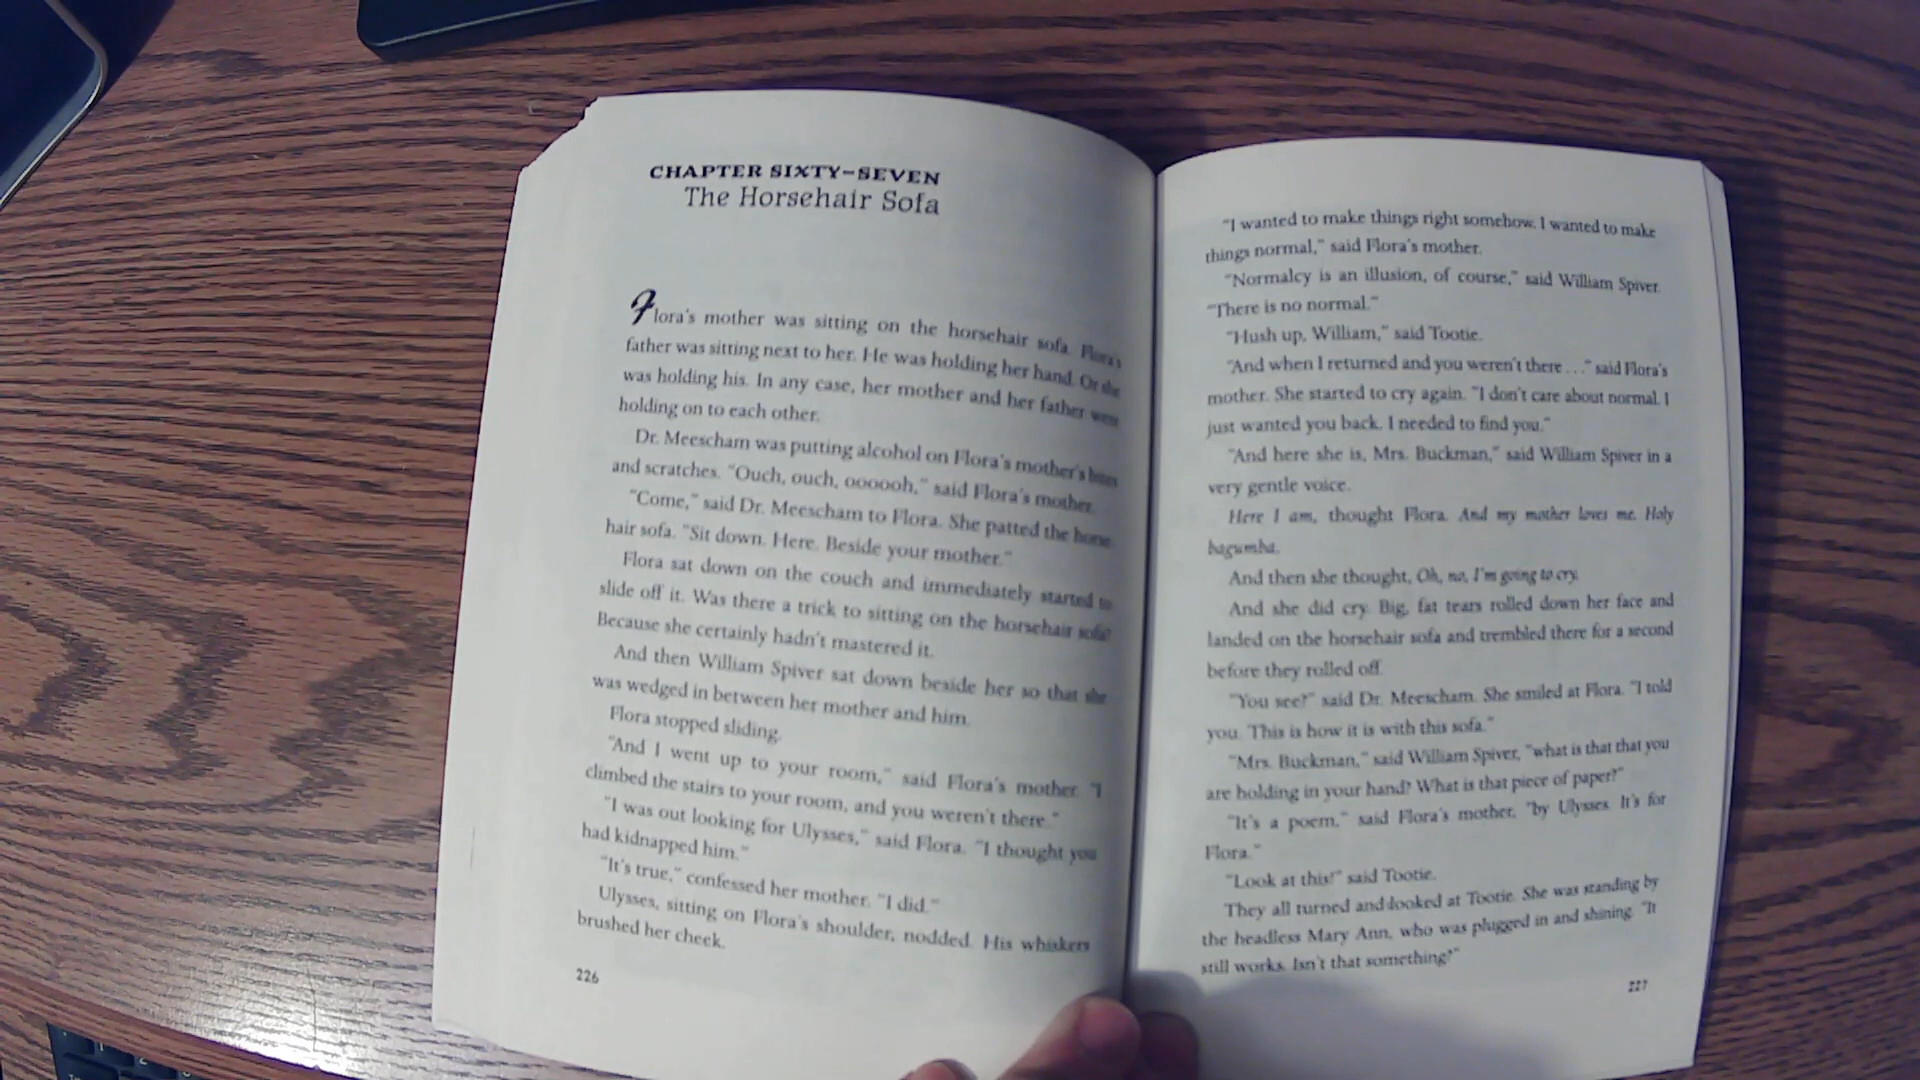 CHAPTER SIXTY-SEVEN
The Horsehair Sofa
Flora's mother was sitting on the horsehair sofa. Flora's
father was sitting next to her. He was holding her hand. Or she
was holding his. In any case, her mother and her father were
holding on to each other.
Dr. Meescham was putting alcohol on Flora's mother's bites
and scratches. "Ouch, ouch, oooooh," said Flora's mother.
"Come," said Dr. Meescham to Flora. She patted the horse-
hair sofa. "Sit down. Here. Beside your mother."
Flora sat down on the couch and immediately started to
slide off it. Was there a trick to sitting on the horsehair sofa?
Because she certainly hadn't mastered it.
And then William Spiver sat down beside her so that she
was wedged in between her mother and him.
Flora stopped sliding.
"And I went up to your room," said Flora's mother. "I
climbed the stairs to your room, and you weren't there."
"I was out looking for Ulysses," said Flora. "I thought you
had kidnapped him."
"It's true," confessed her mother. "I did."
Ulysses, sitting on Flora's shoulder, nodded. His whiskers
brushed her cheek.
226
"I wanted to make things right somehow. I wanted to make
things normal," said Flora's mother.
"Normalcy is an illusion, of course," said William Spiver.
"There is no normal."
"Hush up, William," said Tootie.
"And when I returned and you weren't there . . ." said Flora's
mother. She started to cry again. "I don't care about normal. I
just wanted you back. I needed to find you."
"And here she is, Mrs. Buckman," said William Spiver in a
very gentle voice.
Here I am, thought Flora. And my mother loves me. Holy
bagumba.
And then she thought, Oh, no, I'm going to cry.
And she did cry. Big, fat tears rolled down her face and
landed on the horsehair sofa and trembled there for a second
before they rolled off.
"You see?" said Dr. Meescham. She smiled at Flora. "I told
you. This is how it is with this sofa."
"Mrs. Buckman," said William Spiver, "what is that that you
are holding in your hand? What is that piece of paper?"
"It's a poem," said Flora's mother, "by Ulysses. It's for
Flora."
"Look at this!" said Tootie.
They all turned and looked at Tootie. She was standing by
the headless Mary Ann, who was plugged in and shining. "It
still works. Isn't that something?"
227
1
2